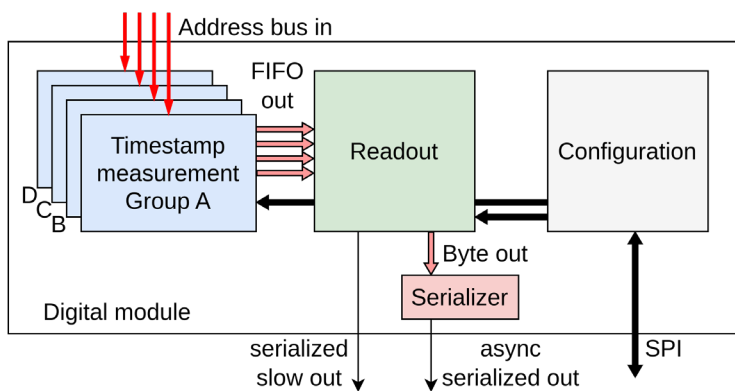 Address bus in
FIFO
out
Timestamp
measurement
Group A
D
C
B
Readout
Configuration
Byte out
Serializer
Digital module
serialized
slow out
async
serialized out
SPI